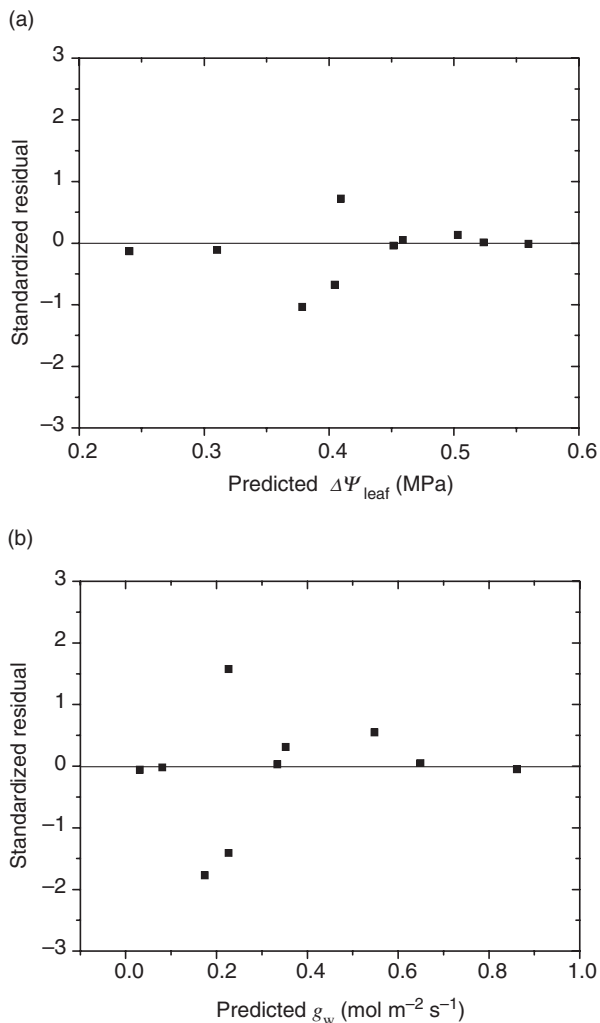 (a)
3
2
1
0
−1
−2
−3
Standardized residual
0.2 0.3 0.4 0.5 0.6
Predicted ΔΨleaf (MPa)
(b)
3
2
1
0
−1
−2
−3
Standardized residual
0.0 0.2 0.4 0.6 0.8 1.0
Predicted gw (mol m−2 s−1)